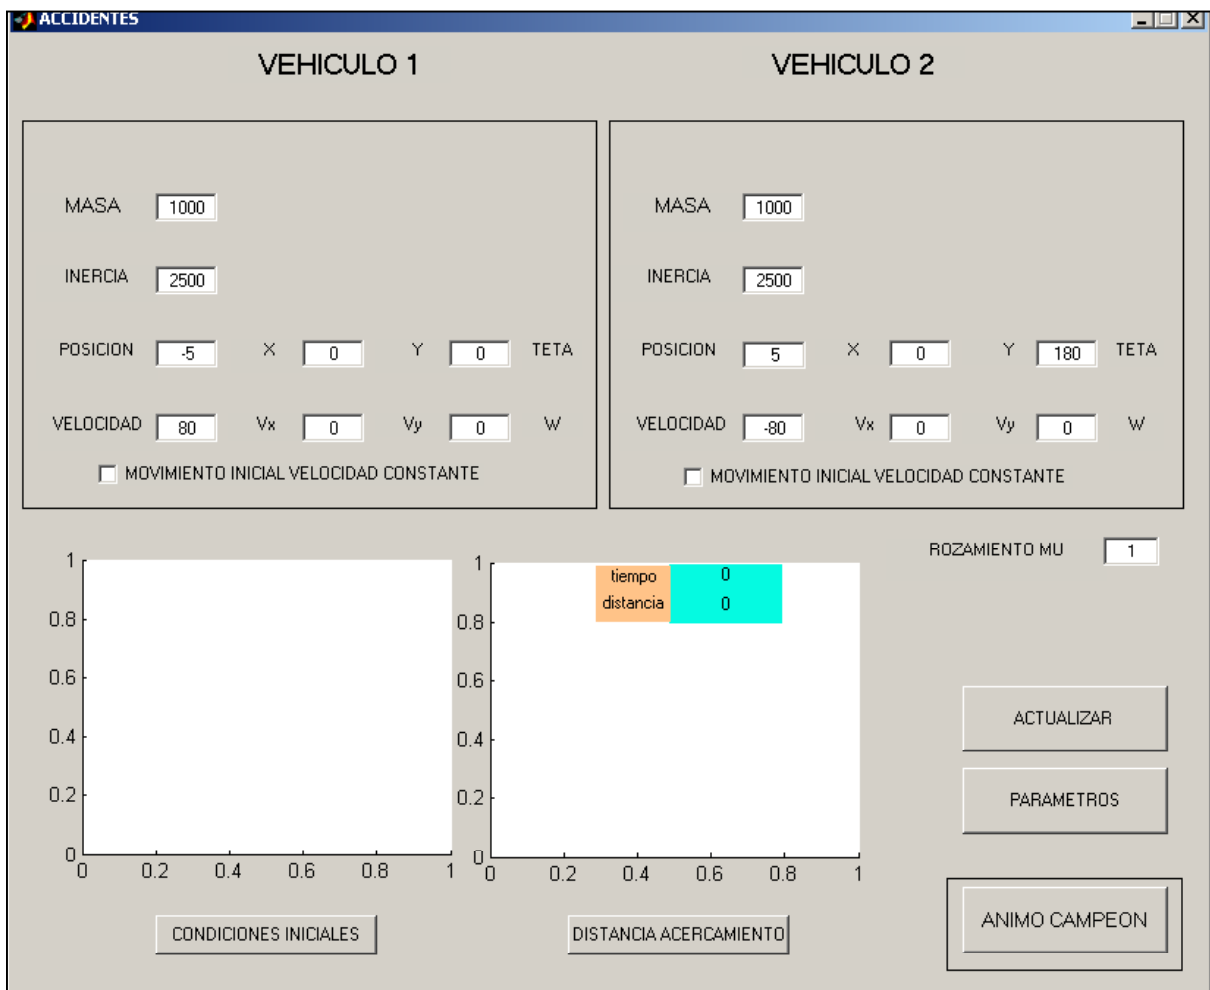 ACCIDENTES
VEHICULO 1
VEHICULO 2
MASA 1000
INERCIA 2500
POSICION -5 X 0 Y 0 TETA
VELOCIDAD 80 Vx 0 Vy 0 W
MOVIMIENTO INICIAL VELOCIDAD CONSTANTE
MASA 1000
INERCIA 2500
POSICION 5 X 0 Y 180 TETA
VELOCIDAD -80 Vx 0 Vy 0 W
MOVIMIENTO INICIAL VELOCIDAD CONSTANTE
ROZAMIENTO MU 1
1
0.8
0.6
0.4
0.2
0
0 0.2 0.4 0.6 0.8 1
CONDICIONES INICIALES
tiempo 0
distancia 0
1
0.8
0.6
0.4
0.2
0
0 0.2 0.4 0.6 0.8 1
DISTANCIA ACERCAMIENTO
ACTUALIZAR
PARAMETROS
ANIMO CAMPEON